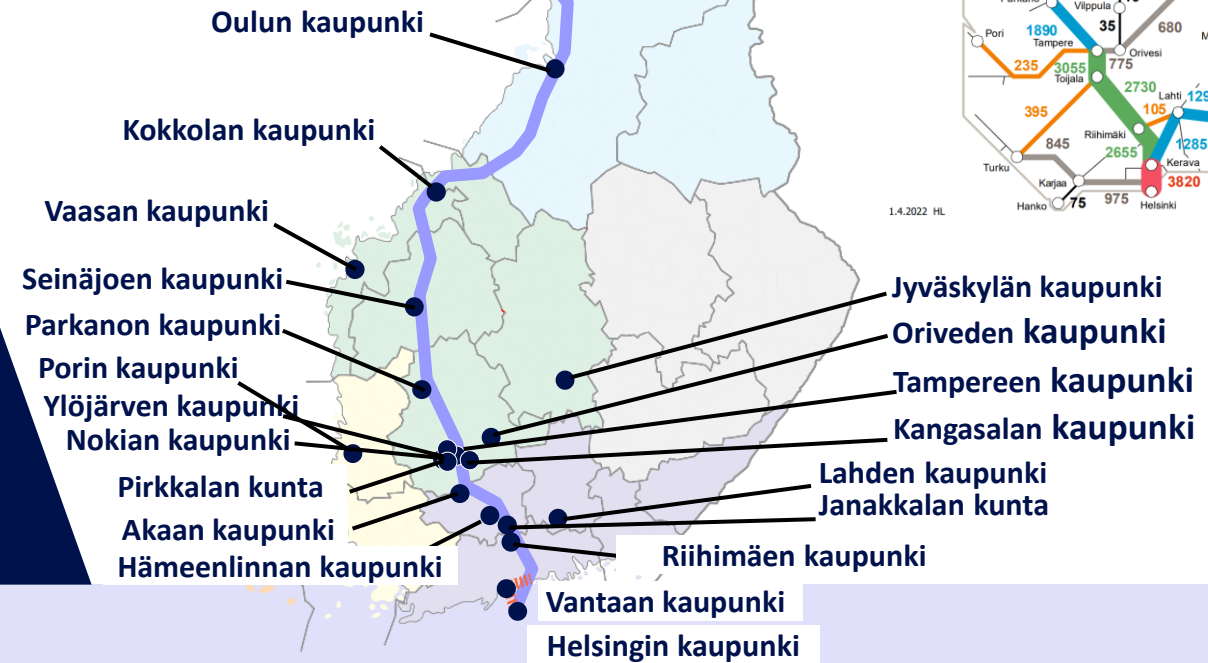 Oulun kaupunki
Kokkolan kaupunki
Vaasan kaupunki
Seinäjoen kaupunki
Parkanon kaupunki
Porin kaupunki
Ylöjärven kaupunki
Nokian kaupunki
Pirkkalan kunta
Akaan kaupunki
Hämeenlinnan kaupunki
Jyväskylän kaupunki
Oriveden kaupunki
Tampereen kaupunki
Kangasalan kaupunki
Lahden kaupunki
Janakkalan kunta
Riihimäen kaupunki
Vantaan kaupunki
Helsingin kaupunki
Vilppula
1890
35
680
Pori
Tampere
Orivesi
235
3055
775
Toijala
2730
Lahti
395
105
Riihimäki
845
2655
1285
Turku
Kerava
Karjaa
3820
Hanko
75
975
Helsinki
1.4.2022 HL